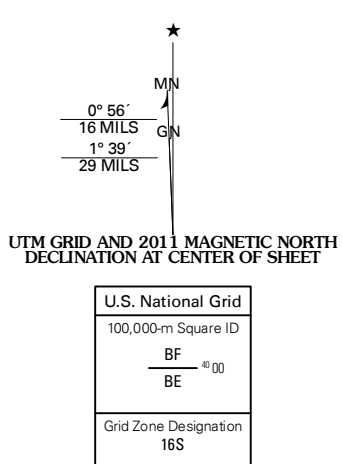 ★
MN
0° 56´
16 MILS
GN
1° 39´
29 MILS
UTM GRID AND 2011 MAGNETIC NORTH
DECLINATION AT CENTER OF SHEET
U.S. National Grid
100,000-m Square ID
BF
40 00
BE
Grid Zone Designation
16S